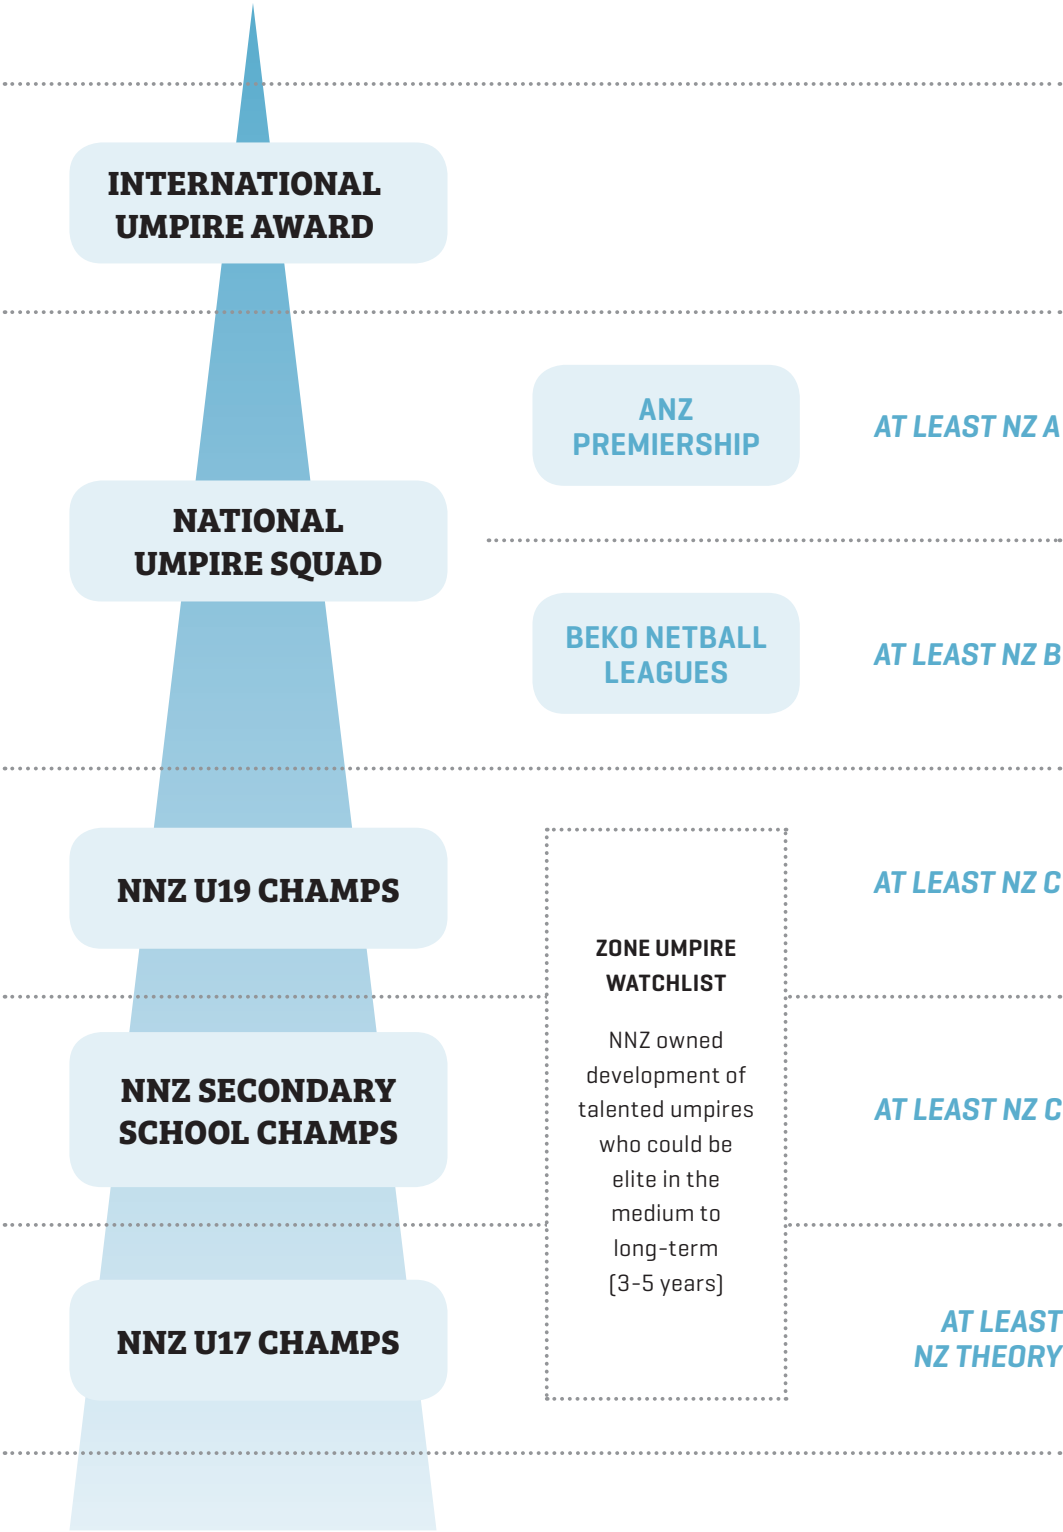 INTERNATIONAL
UMPIRE AWARD
ANZ
PREMIERSHIP
AT LEAST NZ A
NATIONAL
UMPIRE SQUAD
BEKO NETBALL
LEAGUES
AT LEAST NZ B
NNZ U19 CHAMPS
AT LEAST NZ C
ZONE UMPIRE
WATCHLIST
NNZ owned
development of
talented umpires
who could be
elite in the
medium to
long-term
(3-5 years)
NNZ SECONDARY
SCHOOL CHAMPS
AT LEAST NZ C
NNZ U17 CHAMPS
AT LEAST
NZ THEORY